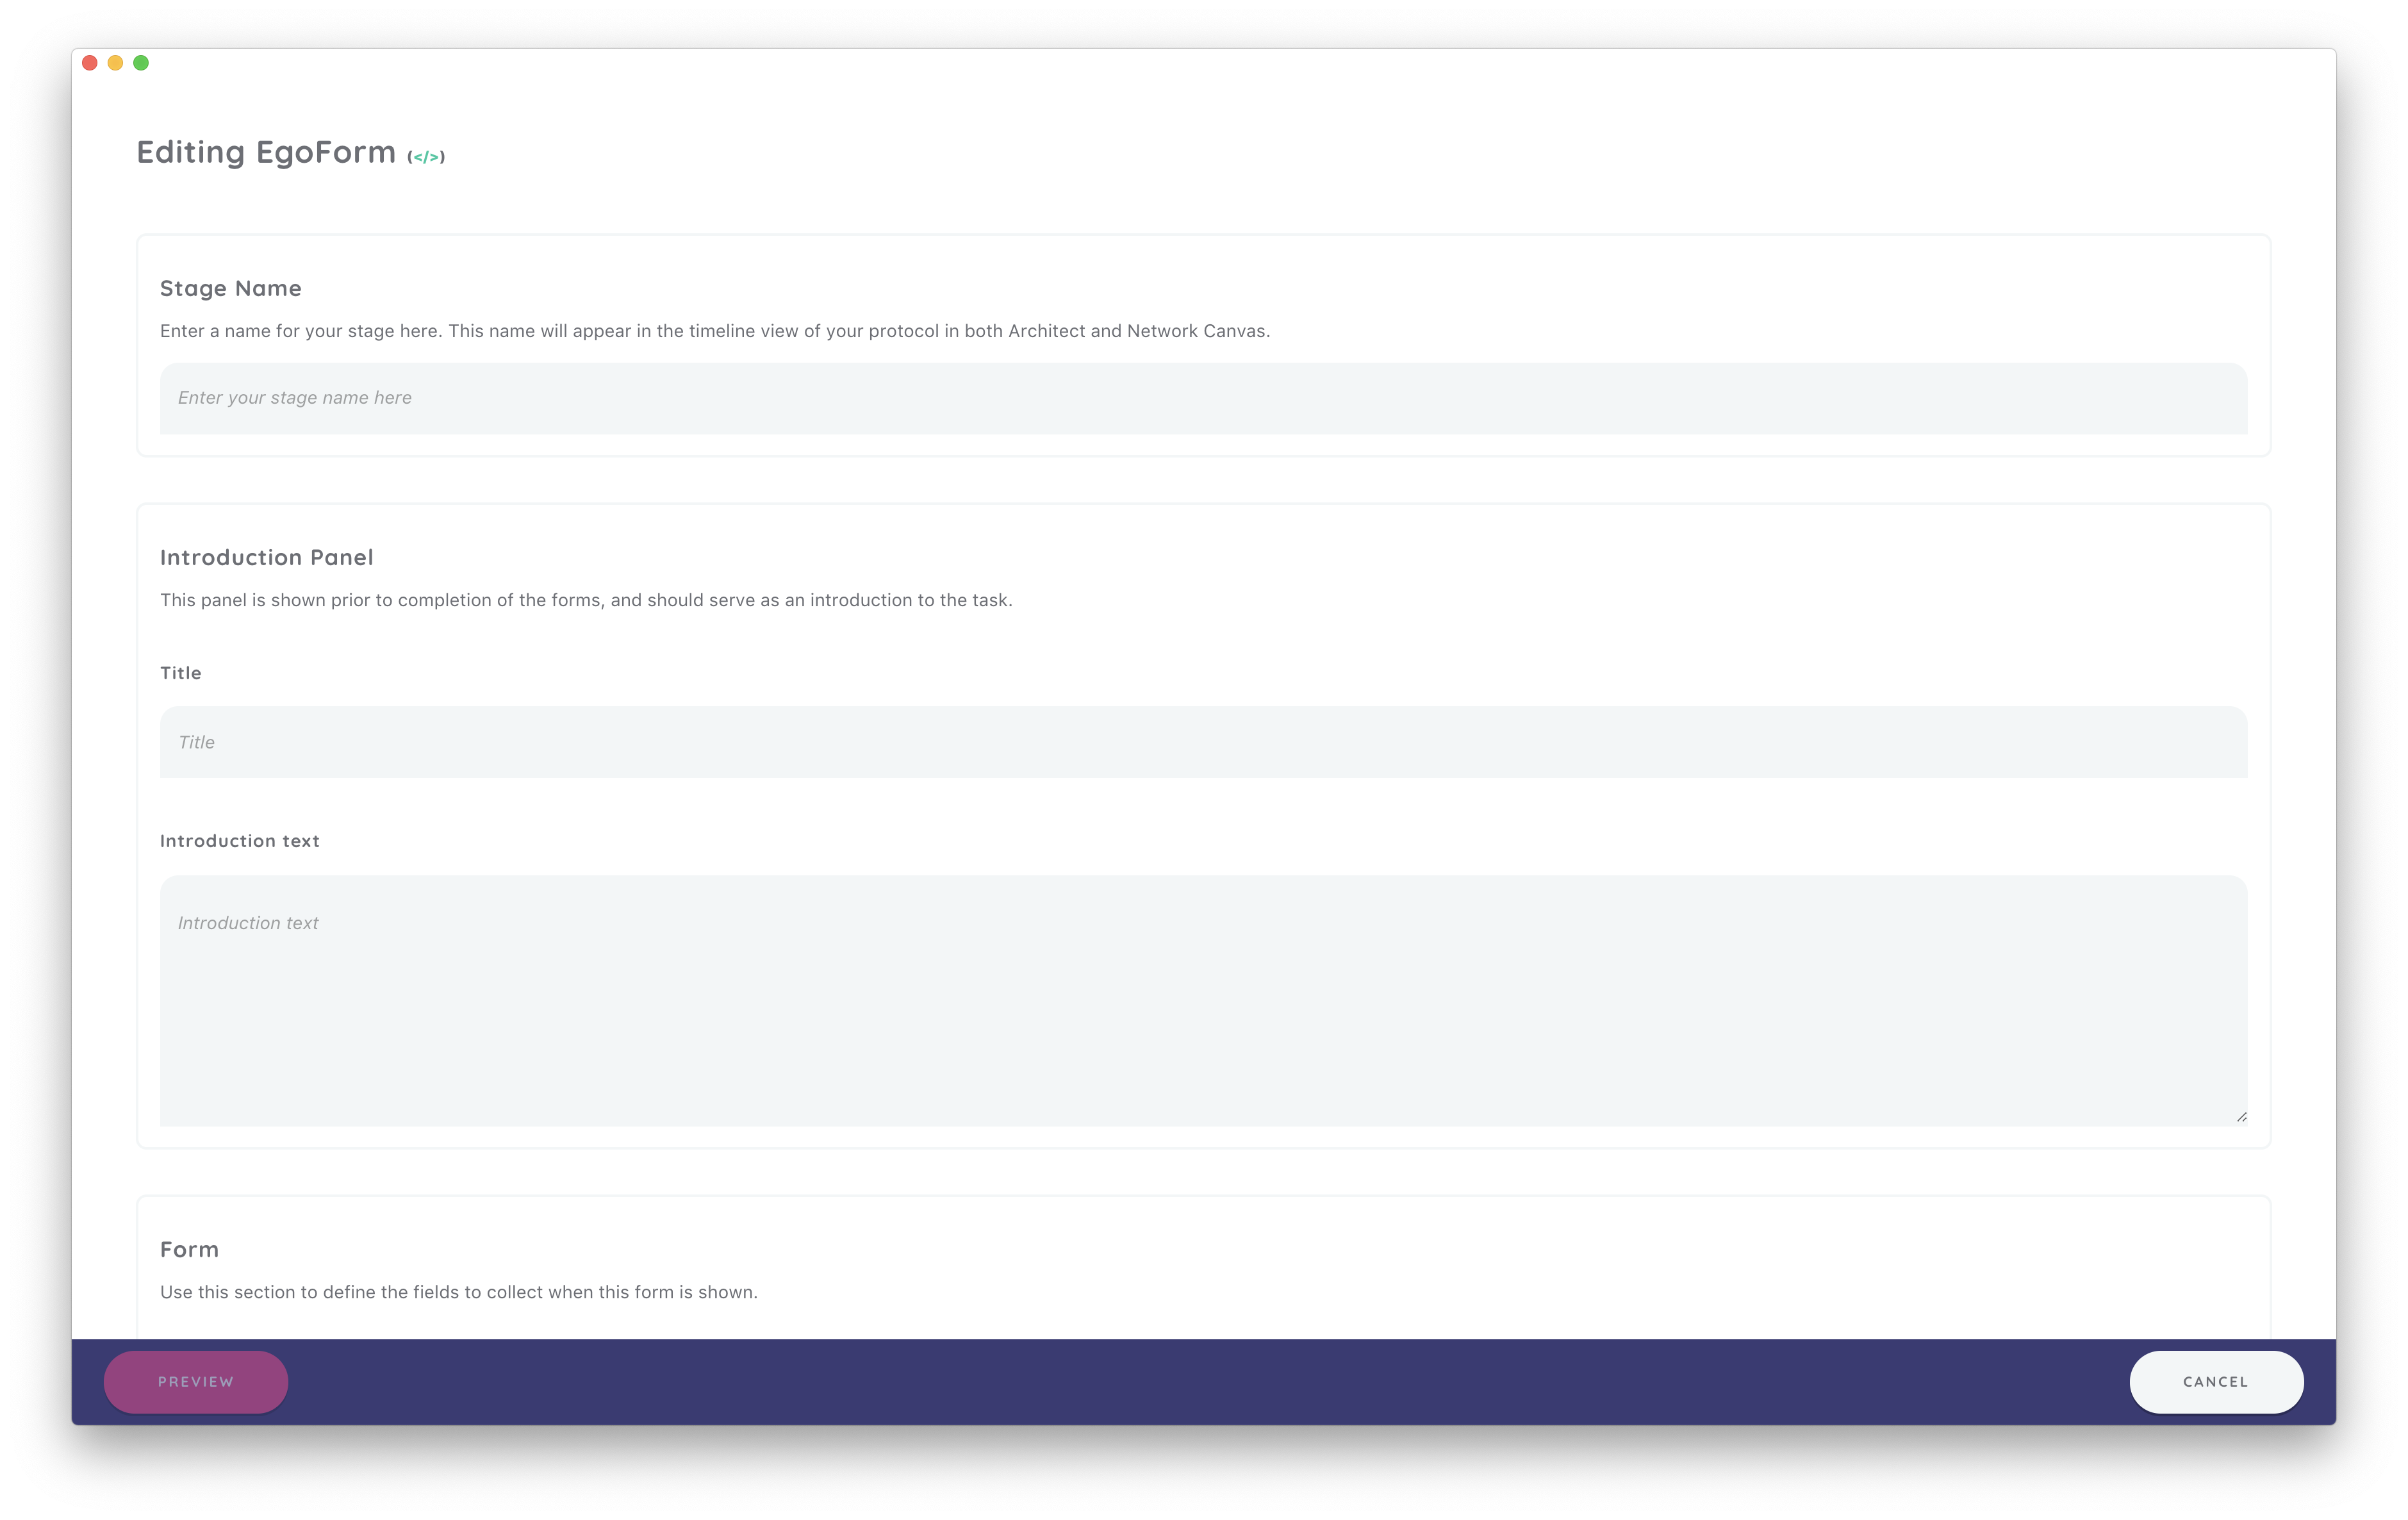 Editing EgoForm (</>)
Stage Name
Enter a name for your stage here. This name will appear in the timeline view of your protocol in both Architect and Network Canvas.
Enter your stage name here
Introduction Panel
This panel is shown prior to completion of the forms, and should serve as an introduction to the task.
Title
Title
Introduction text
Introduction text
Form
Use this section to define the fields to collect when this form is shown.
PREVIEW
CANCEL